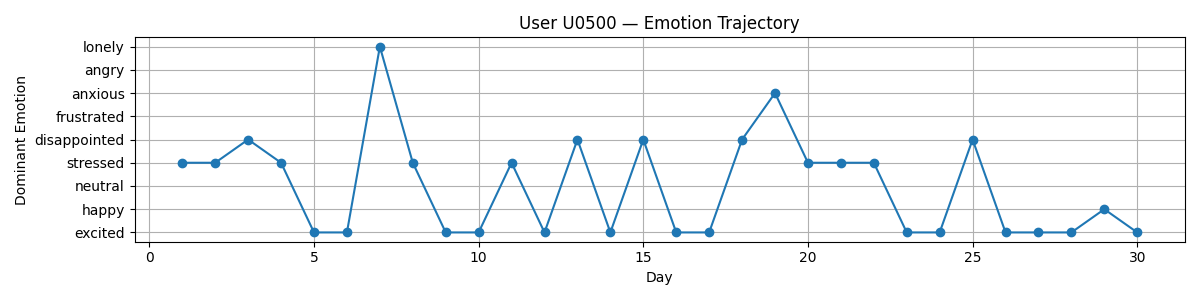 User U0500 — Emotion Trajectory
Dominant Emotion
lonely
angry
anxious
frustrated
disappointed
stressed
neutral
happy
excited
0 5 10 15 20 25 30
Day